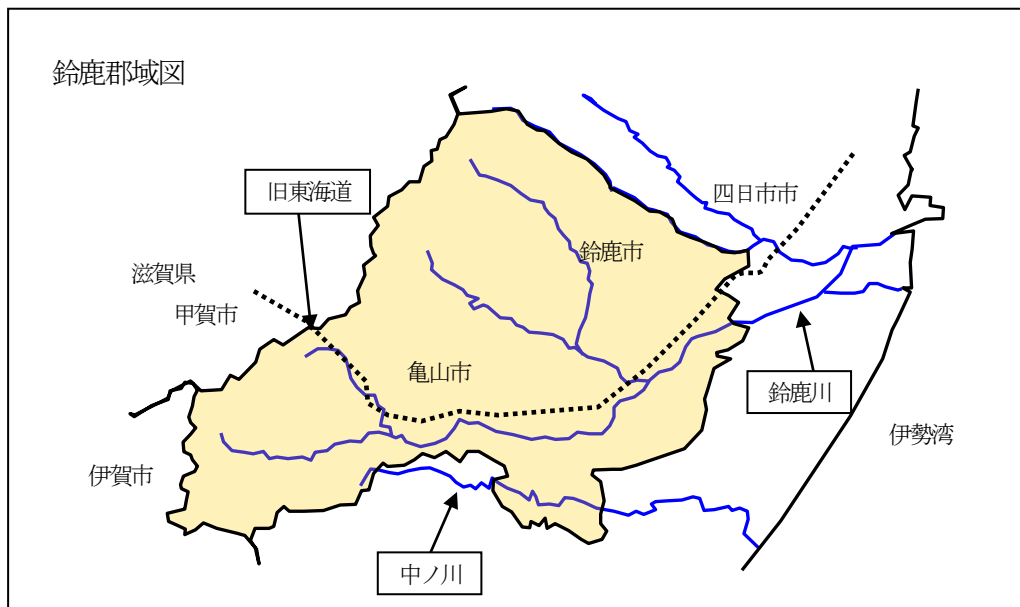 鈴鹿郡域図
旧東海道
四日市市
鈴鹿市
滋賀県
甲賀市
亀山市
鈴鹿川
伊勢湾
伊賀市
中ノ川